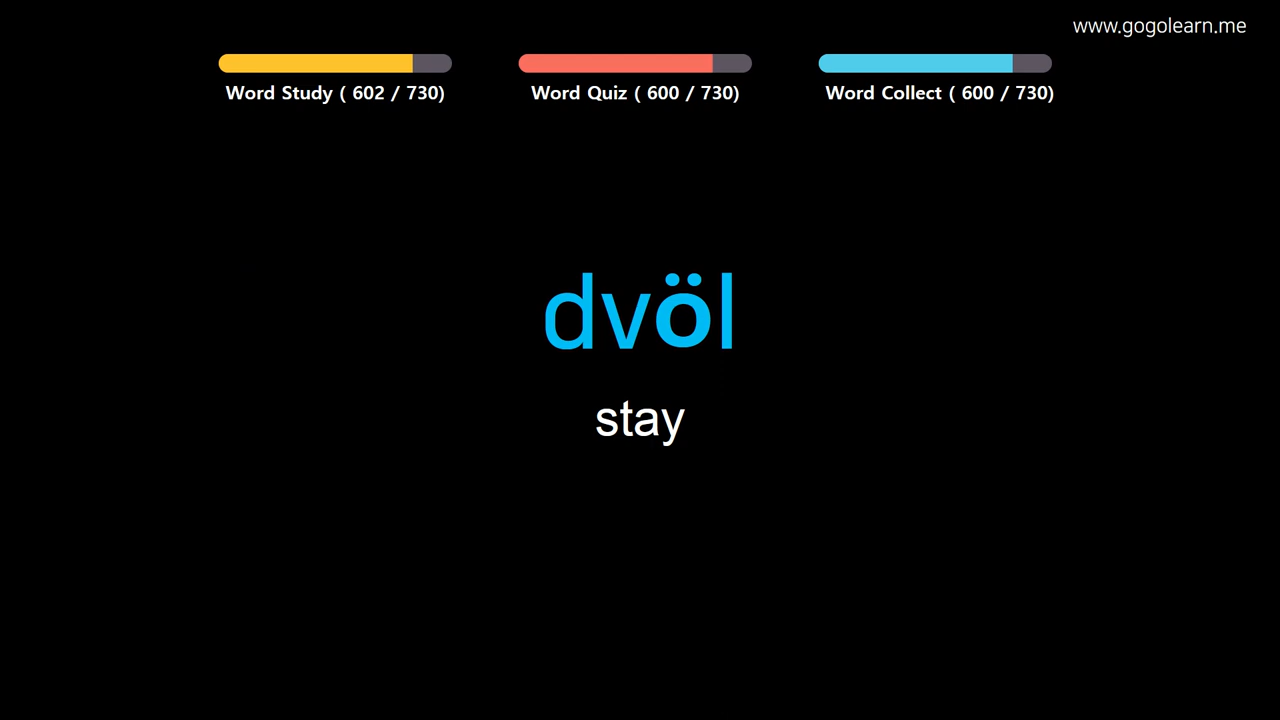 www.gogolearn.me
Word Study ( 602 / 730)
Word Quiz ( 600 / 730)
Word Collect ( 600 / 730)
dvöl
stay